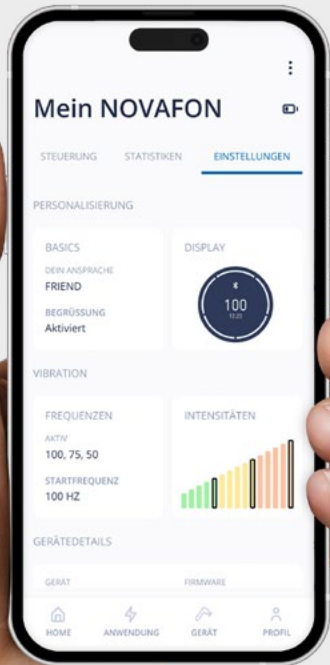 Mein NOVAFON
STEUERUNG STATISTIKEN EINSTELLUNGEN
PERSONALISIERUNG
BASICS
DEIN ANSPRACHE
FRIEND
BEGRÜSSUNG
Aktiviert
DISPLAY
100
VIBRATION
FREQUENZEN
AKTIV
100, 75, 50
STARTFREQUENZ
100 HZ
INTENSITÄTEN
GERÄTEDETAILS
GERÄT FIRMWARE
HOME ANWENDUNG GERÄT PROFIL